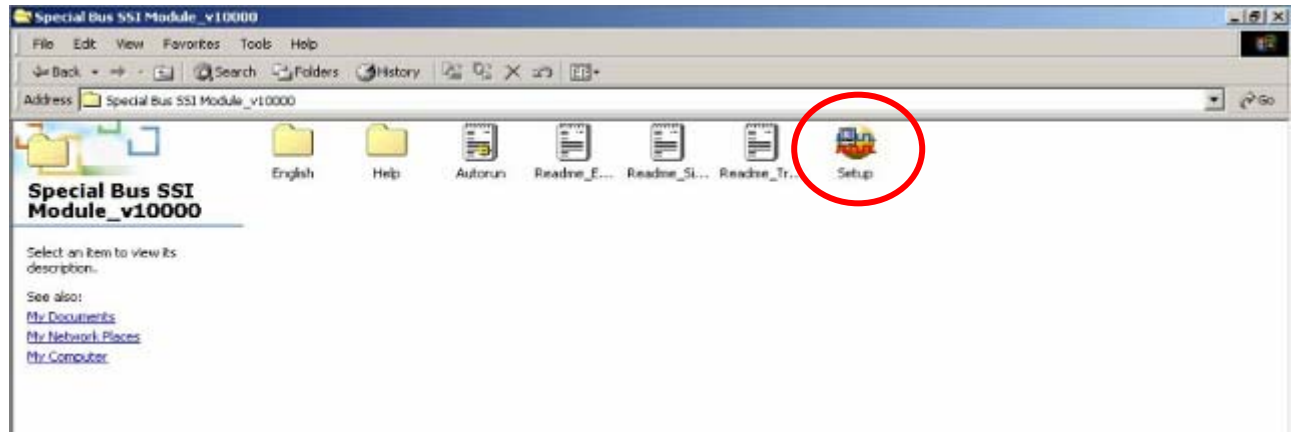 Special Bus SSI Module_v10000
File Edit View Favorites Tools Help
Back Search Folders History
Address Special Bus SSI Module_v10000 Go
English Help Autorun Readme_E... Readme_Si... Readme_Tr... Setup
Special Bus SSI
Module_v10000
Select an item to view its
description.
See also:
My Documents
My Network Places
My Computer